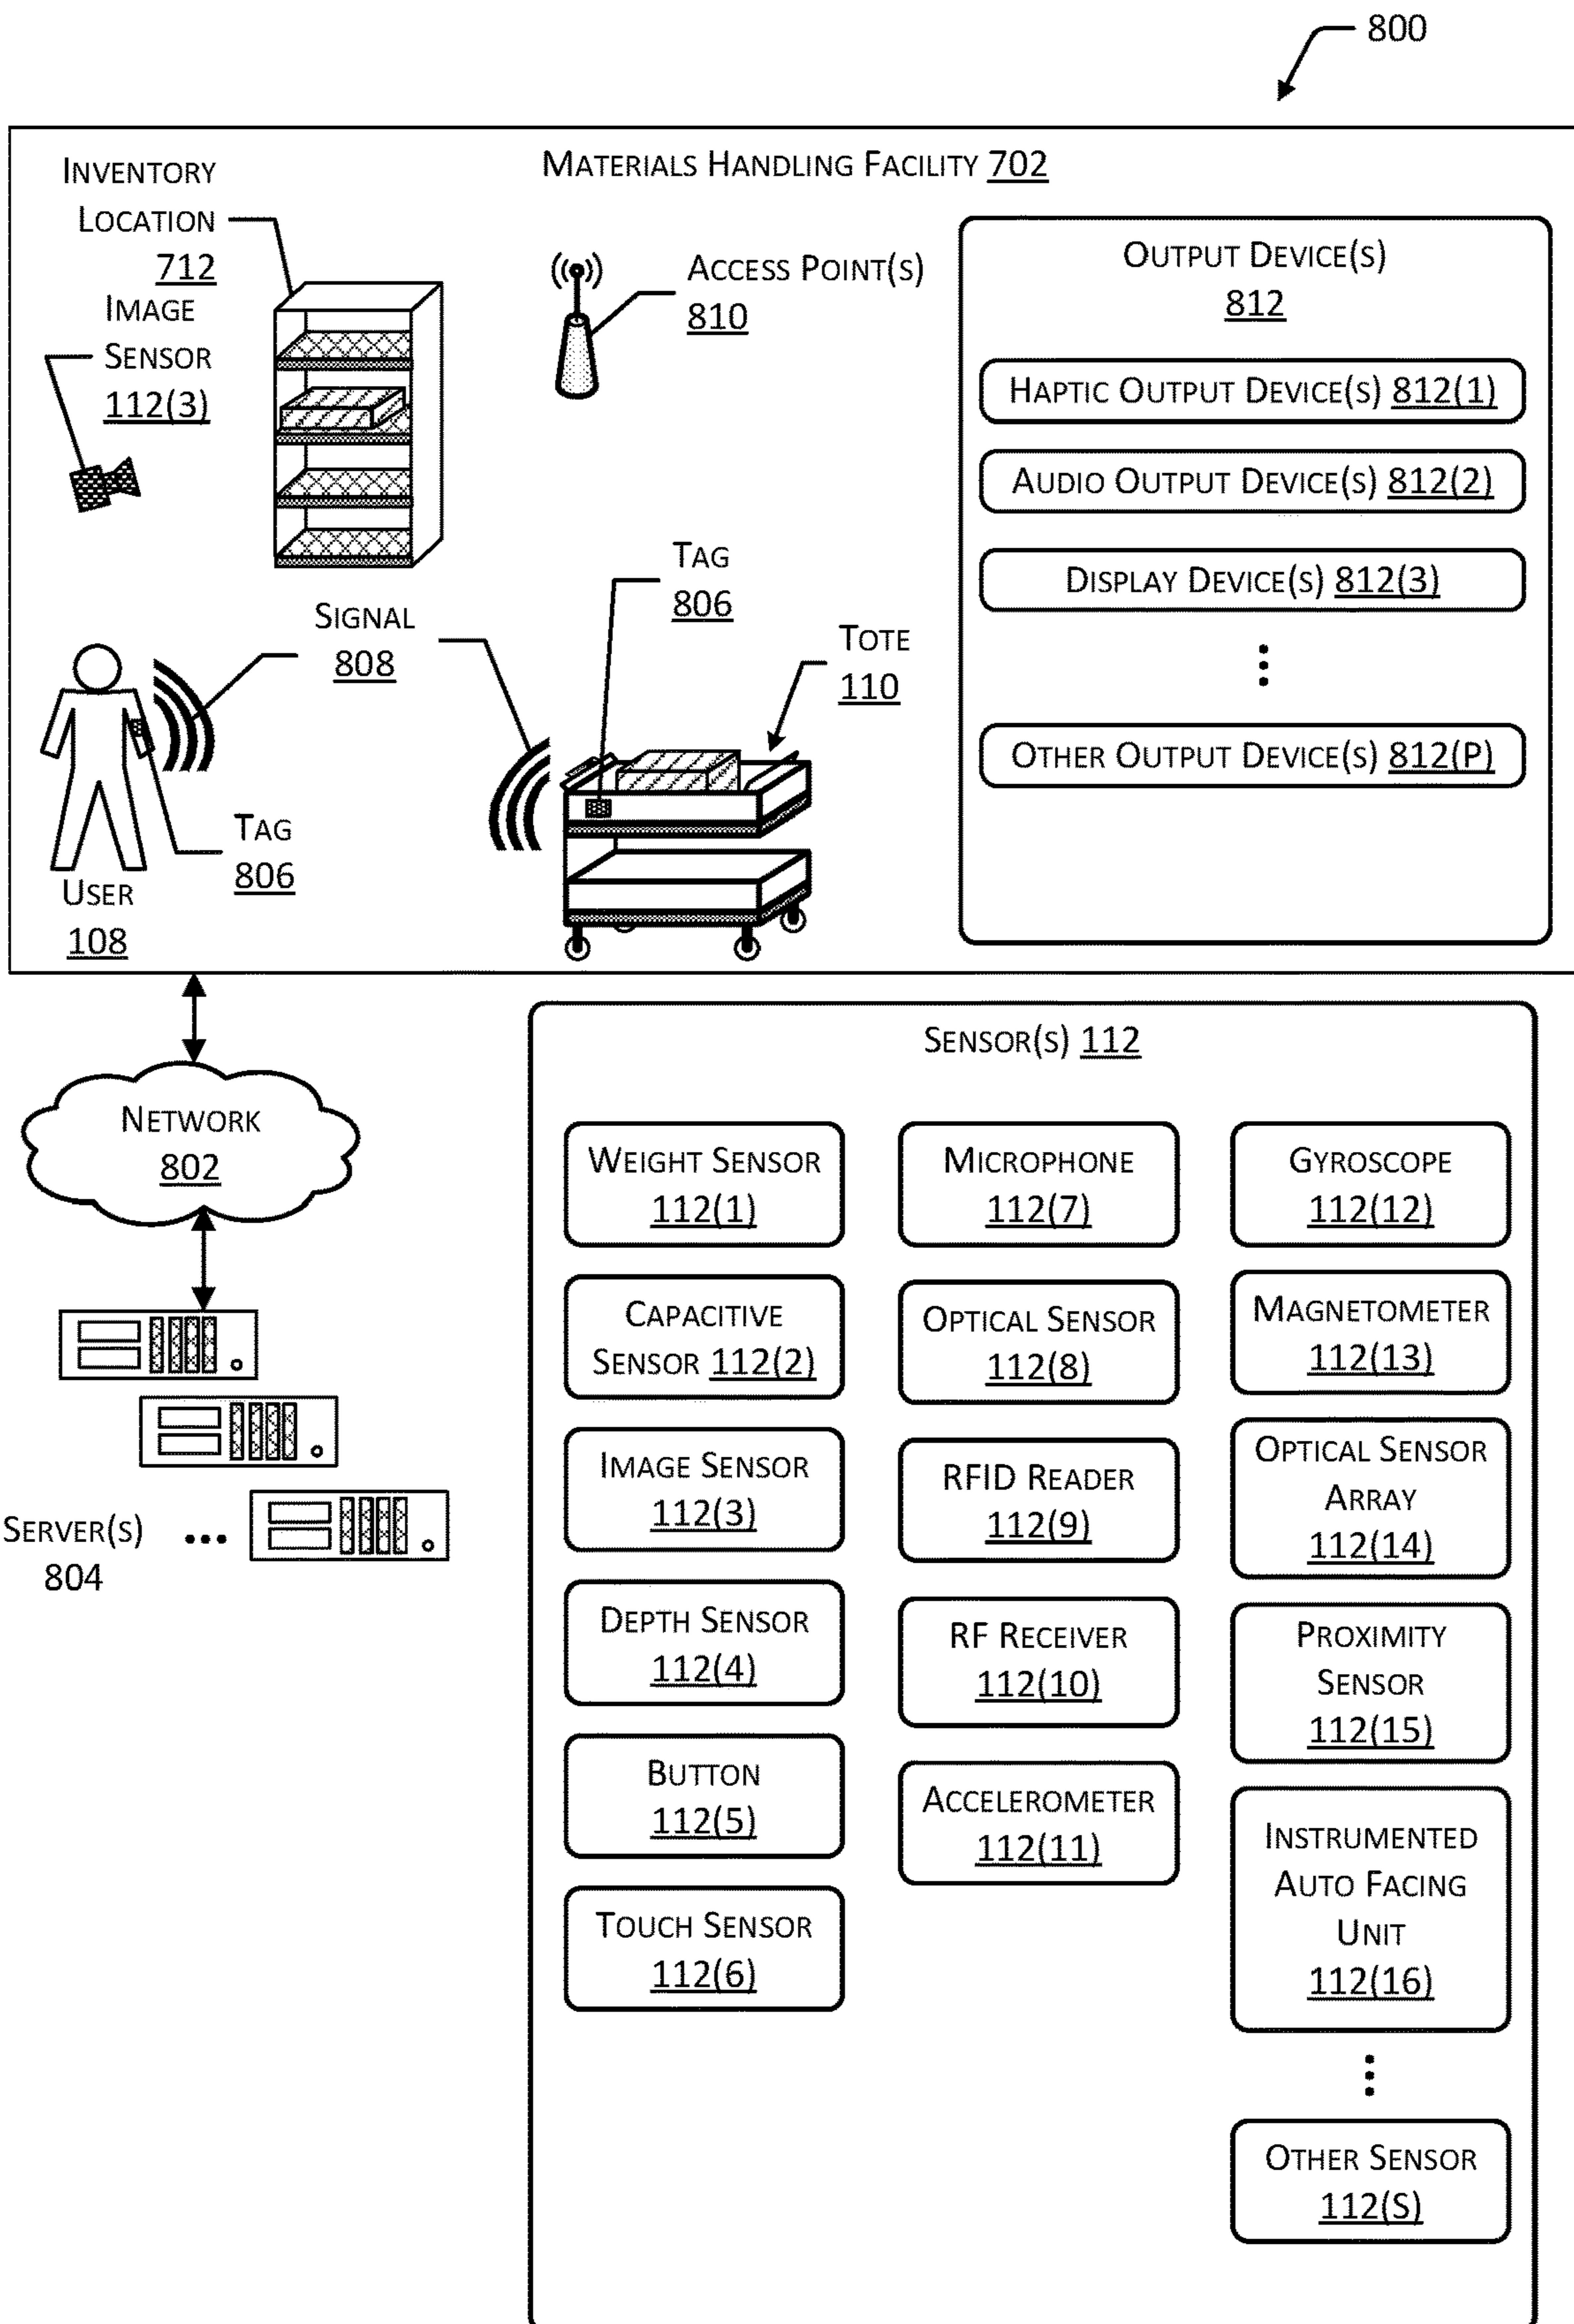 800
MATERIALS HANDLING FACILITY 702
INVENTORY
LOCATION
712
IMAGE
SENSOR
112(3)
ACCESS POINT(S)
810
OUTPUT DEVICE(S)
812
HAPTIC OUTPUT DEVICE(S) 812(1)
AUDIO OUTPUT DEVICE(S) 812(2)
DISPLAY DEVICE(S) 812(3)
OTHER OUTPUT DEVICE(S) 812(P)
TAG
806
SIGNAL
808
TOTE
110
TAG
806
USER
108
NETWORK
802
SERVER(S)
804
SENSOR(S) 112
WEIGHT SENSOR
112(1)
CAPACITIVE
SENSOR 112(2)
IMAGE SENSOR
112(3)
DEPTH SENSOR
112(4)
BUTTON
112(5)
TOUCH SENSOR
112(6)
MICROPHONE
112(7)
OPTICAL SENSOR
112(8)
RFID READER
112(9)
RF RECEIVER
112(10)
ACCELEROMETER
112(11)
GYROSCOPE
112(12)
MAGNETOMETER
112(13)
OPTICAL SENSOR
ARRAY
112(14)
PROXIMITY
SENSOR
112(15)
INSTRUMENTED
AUTO FACING
UNIT
112(16)
OTHER SENSOR
112(S)